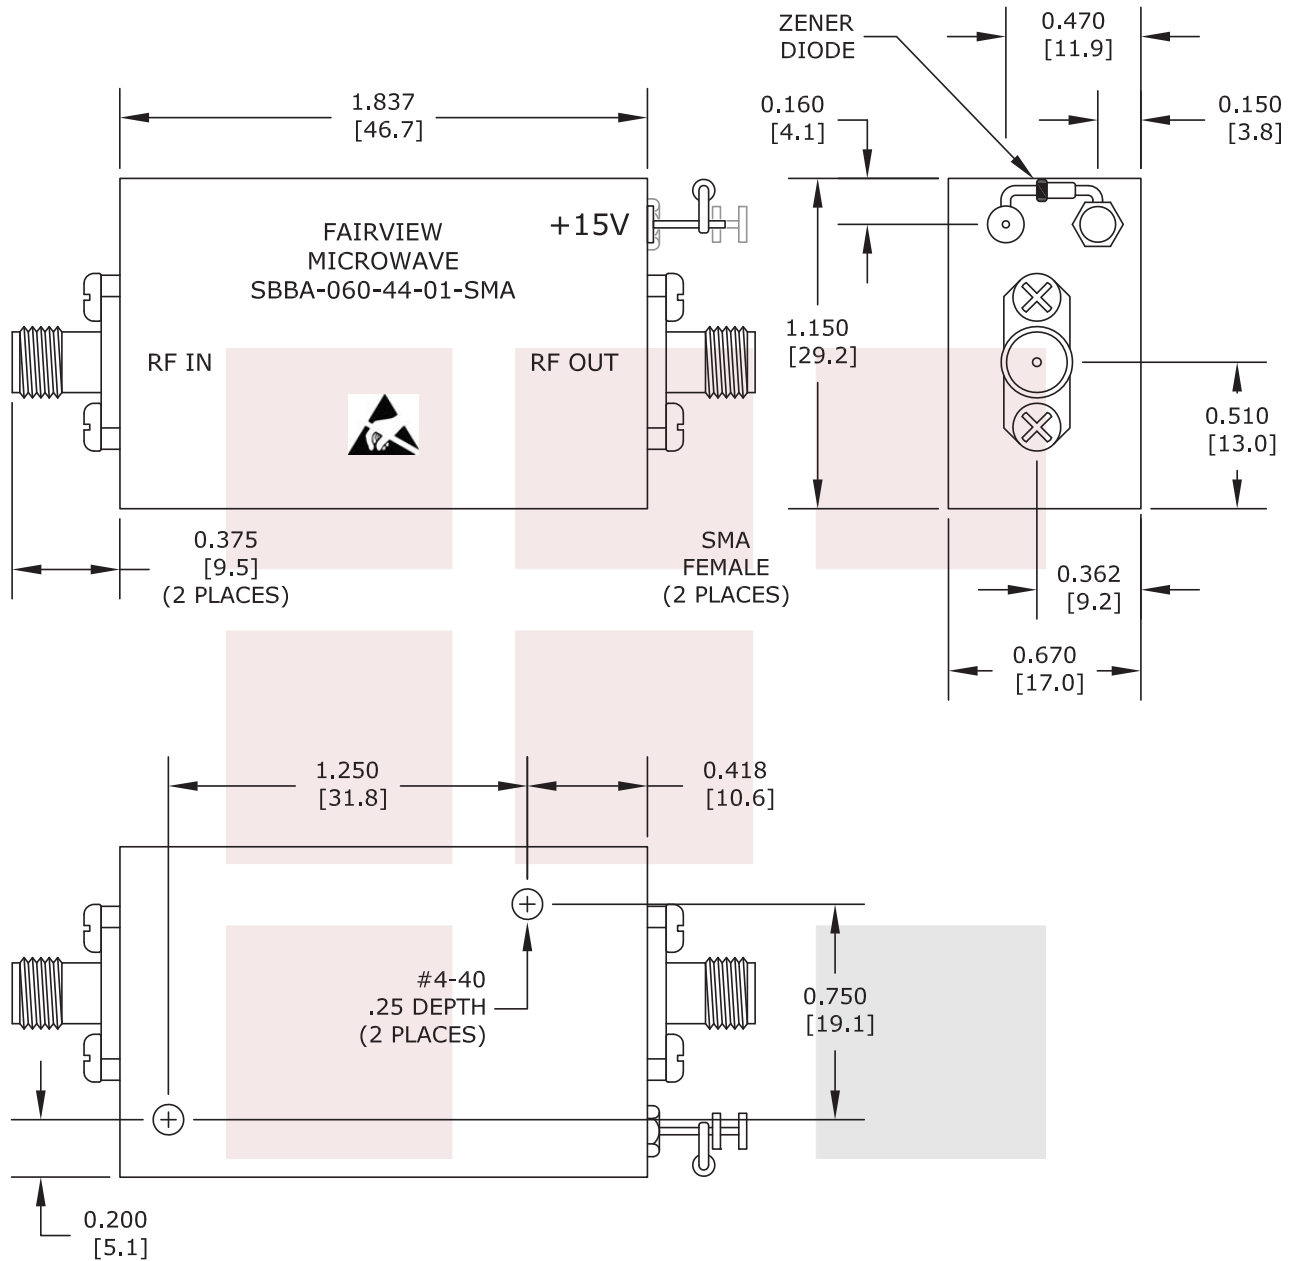 ZENER
DIODE
0.470
[11.9]
1.837
[46.7]
0.160
[4.1]
0.150
[3.8]
FAIRVIEW
MICROWAVE
SBBA-060-44-01-SMA
+15V
RF IN
RF OUT
1.150
[29.2]
0.510
[13.0]
0.375
[9.5]
(2 PLACES)
SMA
FEMALE
(2 PLACES)
0.362
[9.2]
0.670
[17.0]
1.250
[31.8]
0.418
[10.6]
#4-40
.25 DEPTH
(2 PLACES)
0.750
[19.1]
0.200
[5.1]